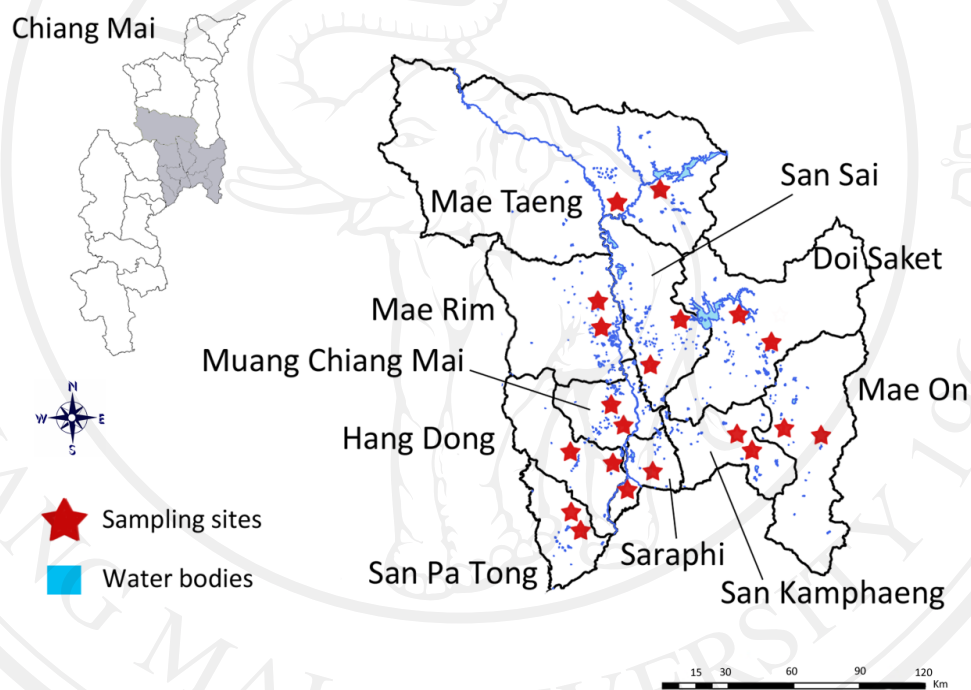 Chiang Mai
San Sai
Mae Taeng
Doi Saket
Mae Rim
Muang Chiang Mai
Mae On
Hang Dong
N
W
E
S
Sampling sites
Water bodies
San Pa Tong
Saraphi
San Kamphaeng
15 30 60 90 120
Km